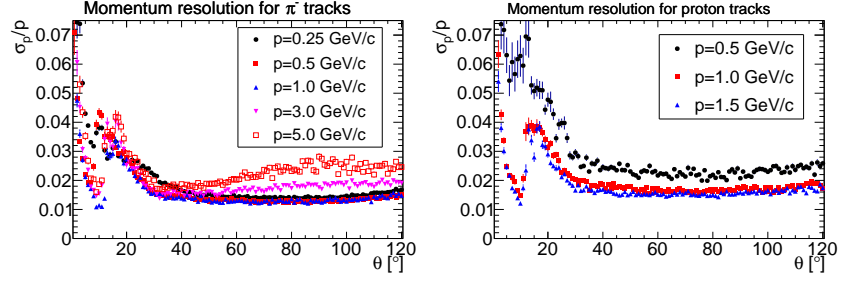 Momentum resolution for π⁻ tracks
σp/p
0.07
0.06
0.05
0.04
0.03
0.02
0.01
0
p=0.25 GeV/c
p=0.5 GeV/c
p=1.0 GeV/c
p=3.0 GeV/c
p=5.0 GeV/c
20 40 60 80 100 120
θ [°]
Momentum resolution for proton tracks
σp/p
0.07
0.06
0.05
0.04
0.03
0.02
0.01
0
p=0.5 GeV/c
p=1.0 GeV/c
p=1.5 GeV/c
20 40 60 80 100 120
θ [°]